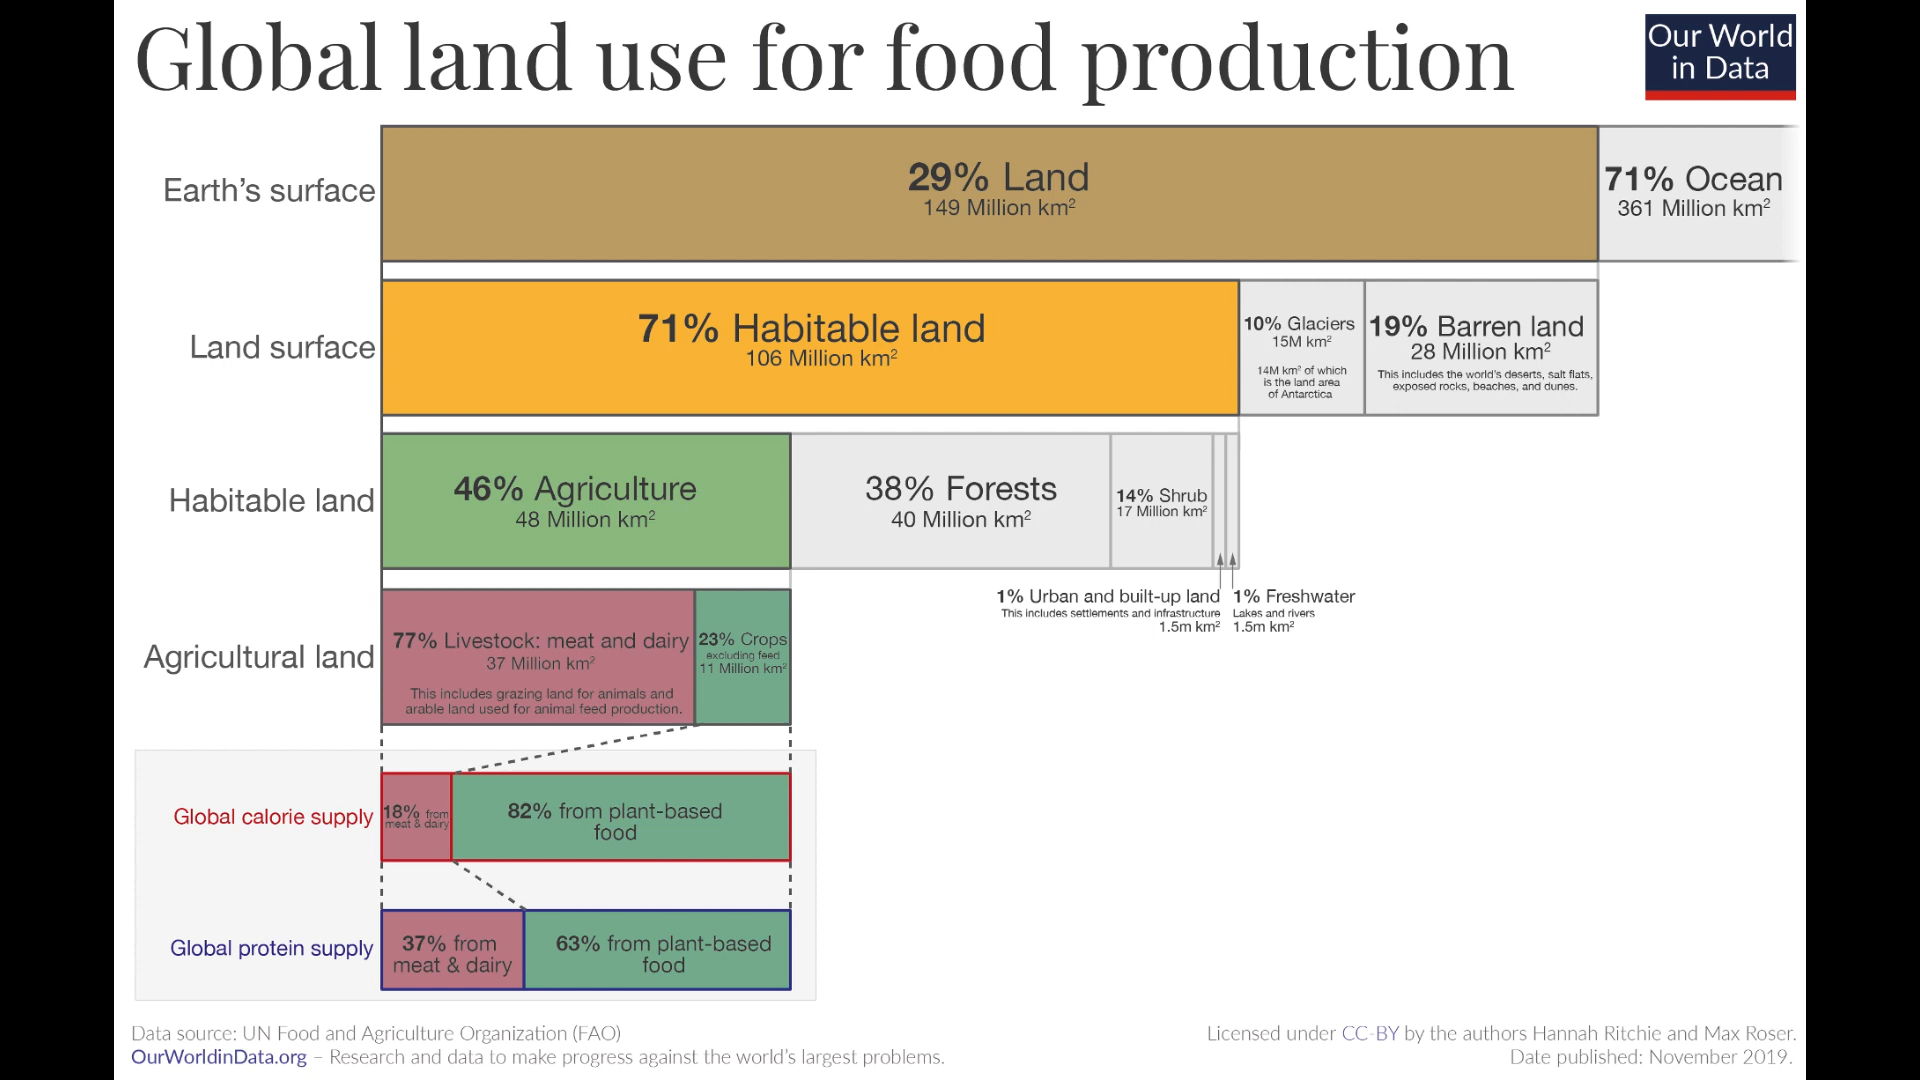 Global land use for food production
Our World
in Data
Earth's surface
29% Land
149 Million km²
71% Ocean
361 Million km²
Land surface
71% Habitable land
106 Million km²
10% Glaciers
15M km²
14M km² of which
is the land area
of Antarctica
19% Barren land
28 Million km²
This includes the world's deserts, salt flats,
exposed rocks, beaches, and dunes.
Habitable land
46% Agriculture
48 Million km²
38% Forests
40 Million km²
14% Shrub
17 Million km²
1% Urban and built-up land
This includes settlements and infrastructure
1.5m km²
1% Freshwater
Lakes and rivers
1.5m km²
Agricultural land
77% Livestock: meat and dairy
37 Million km²
This includes grazing land for animals and
arable land used for animal feed production.
23% Crops
excluding feed
11 Million km²
Global calorie supply
18% from
meat & dairy
82% from plant-based
food
Global protein supply
37% from
meat & dairy
63% from plant-based
food
Data source: UN Food and Agriculture Organization (FAO)
OurWorldinData.org – Research and data to make progress against the world's largest problems.
Licensed under CC-BY by the authors Hannah Ritchie and Max Roser.
Date published: November 2019.